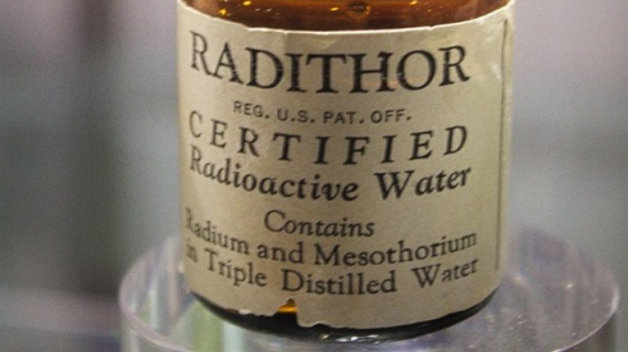 RADITHOR
REG. U.S. PAT. OFF.
CERTIFIED
Radioactive Water
Contains
Radium and Mesothorium
in Triple Distilled Water